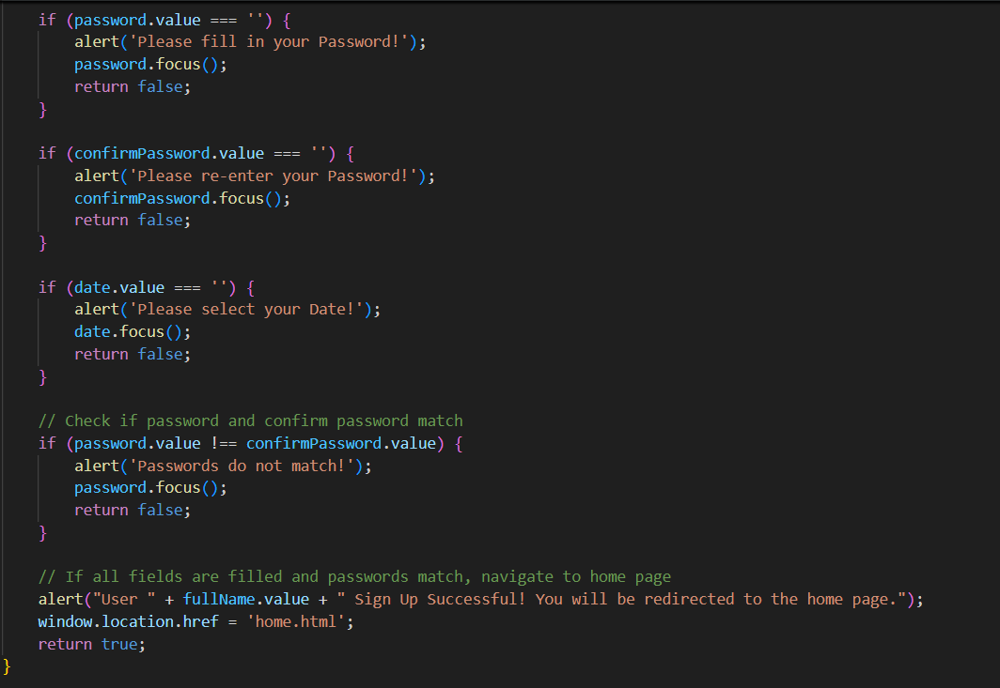 if (password.value === '') {
alert('Please fill in your Password!');
password.focus();
return false;
}
if (confirmPassword.value === '') {
alert('Please re-enter your Password!');
confirmPassword.focus();
return false;
}
if (date.value === '') {
alert('Please select your Date!');
date.focus();
return false;
}
// Check if password and confirm password match
if (password.value !== confirmPassword.value) {
alert('Passwords do not match!');
password.focus();
return false;
}
// If all fields are filled and passwords match, navigate to home page
alert("User " + fullName.value + " Sign Up Successful! You will be redirected to the home page.");
window.location.href = 'home.html';
return true;
}